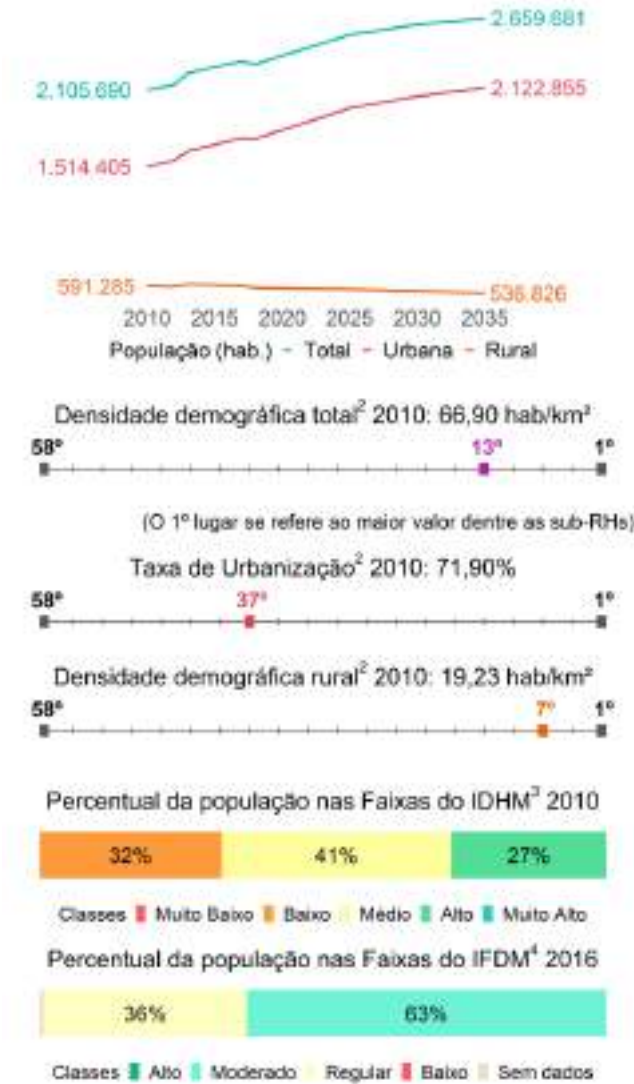 2.659.681
2.105.690
2.122.855
1.514.405
591.285
536.826
2010 2015 2020 2025 2030 2035
População (hab.) - Total - Urbana - Rural
Densidade demográfica total² 2010: 66,90 hab/km²
58º 13º 1º
(O 1º lugar se refere ao maior valor dentre as sub-RHs)
Taxa de Urbanização² 2010: 71,90%
58º 37º 1º
Densidade demográfica rural² 2010: 19,23 hab/km²
58º 7º 1º
Percentual da população nas Faixas do IDHM³ 2010
32% 41% 27%
Classes Muito Baixo Baixo Médio Alto Muito Alto
Percentual da população nas Faixas do IFDM⁴ 2016
36% 63%
Classes Alto Moderado Regular Baixo Sem dados